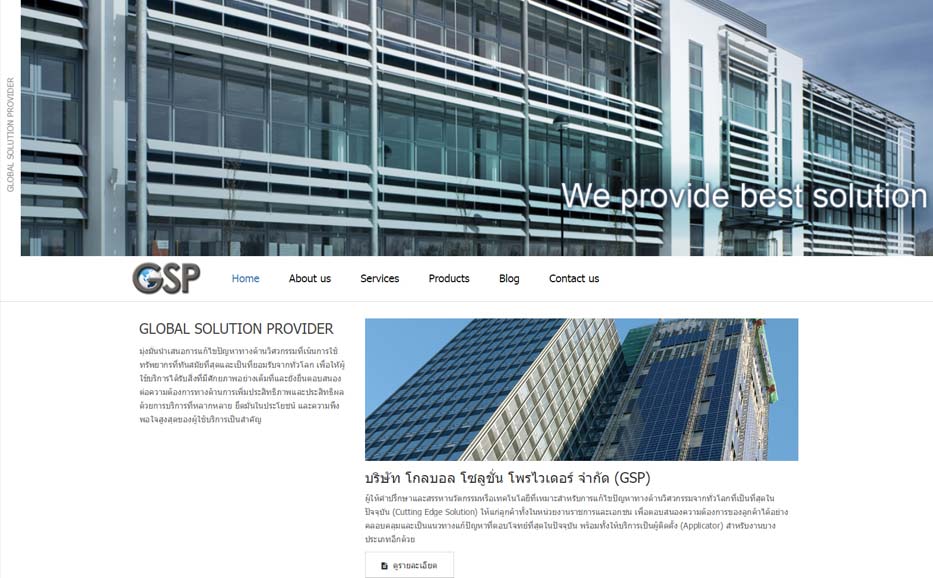 GLOBAL SOLUTION PROVIDER
We provide best solution
GSP
Home About us Services Products Blog Contact us
GLOBAL SOLUTION PROVIDER
มุ่งมั่นนำเสนอการแก้ไขปัญหาทางด้านวิศวกรรมที่เน้นการใช้
ทรัพยากรที่ทันสมัยที่สุดและเป็นที่ยอมรับจากทั่วโลก เพื่อให้ผู้
ใช้บริการได้รับสิ่งที่มีศักยภาพอย่างเต็มที่และยังยืนตอบสนอง
ต่อความต้องการทางด้านการเพิ่มประสิทธิภาพและประสิทธิผล
ด้วยการบริการที่หลากหลาย ยึดมั่นในประโยชน์ และความพึง
พอใจสูงสุดของผู้ใช้บริการเป็นสำคัญ
บริษัท โกลบอล โซลูชั่น โพรไวเดอร์ จำกัด (GSP)
ผู้ให้คำปรึกษาและสรรหานวัตกรรมหรือเทคโนโลยีที่เหมาะสำหรับการแก้ไขปัญหาทางด้านวิศวกรรมจากทั่วโลกที่เป็นที่สุดใน
ปัจจุบัน (Cutting Edge Solution) ให้แก่ลูกค้าทั้งในหน่วยงานราชการและเอกชน เพื่อตอบสนองความต้องการของลูกค้าได้อย่าง
คลอบคลุมและเป็นแนวทางแก้ปัญหาที่ตอบโจทย์ที่สุดในปัจจุบัน พร้อมทั้งให้บริการเป็นผู้ติดตั้ง (Applicator) สำหรับงานบาง
ประเภทอีกด้วย
ดูรายละเอียด